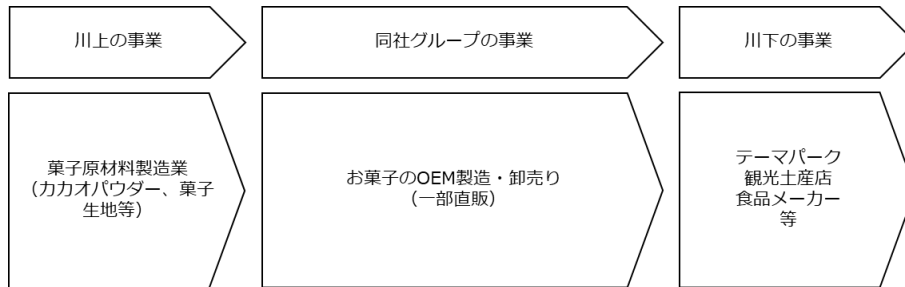 川上の事業
同社グループの事業
川下の事業
菓子原材料製造業
（カカオパウダー、菓子
生地等）
お菓子のOEM製造・卸売り
（一部直販）
テーマパーク
観光土産店
食品メーカー
等